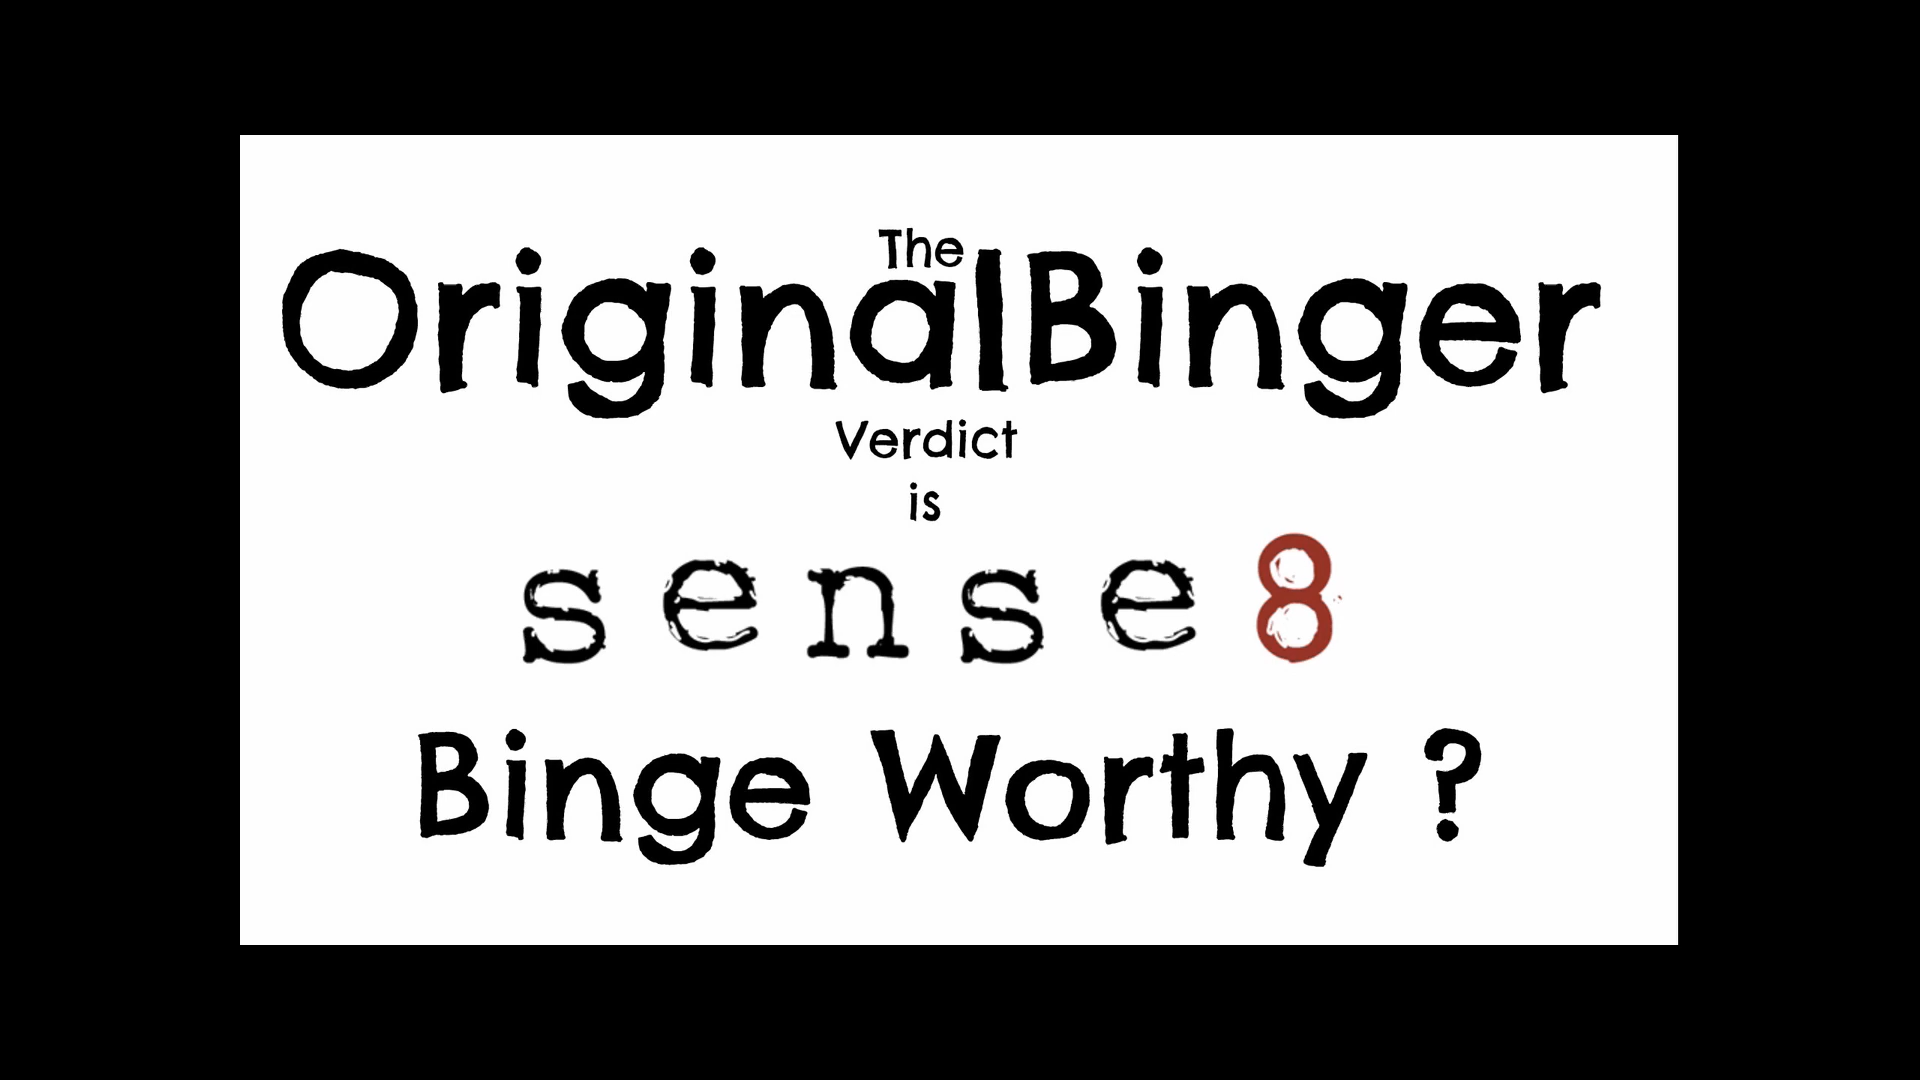 The
OriginalBinger
Verdict
is
sense8
Binge Worthy ?